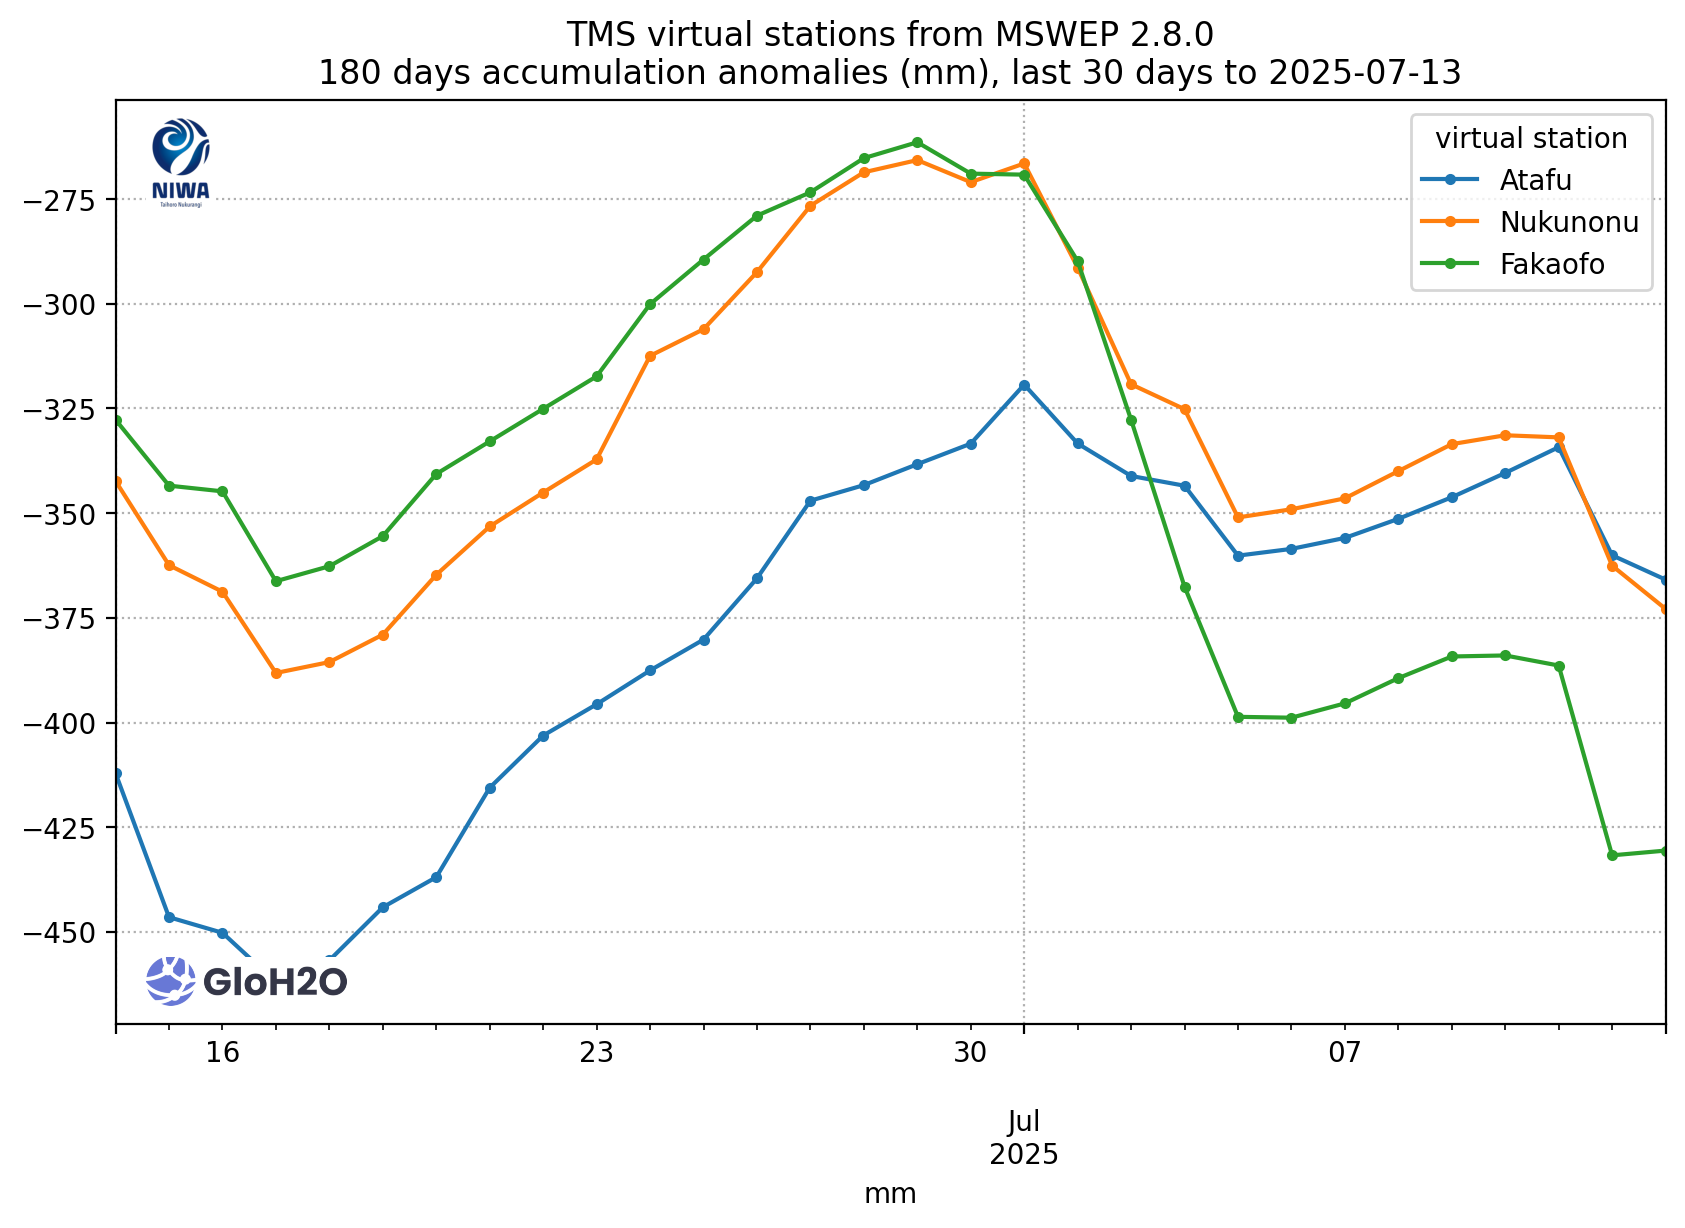 TMS virtual stations from MSWEP 2.8.0
180 days accumulation anomalies (mm), last 30 days to 2025-07-13
NIWA
Taihoro Nukurangi
virtual station
Atafu
Nukunonu
Fakaofo
−275
−300
−325
−350
−375
−400
−425
−450
GloH2O
16
23
30
07
Jul
2025
mm